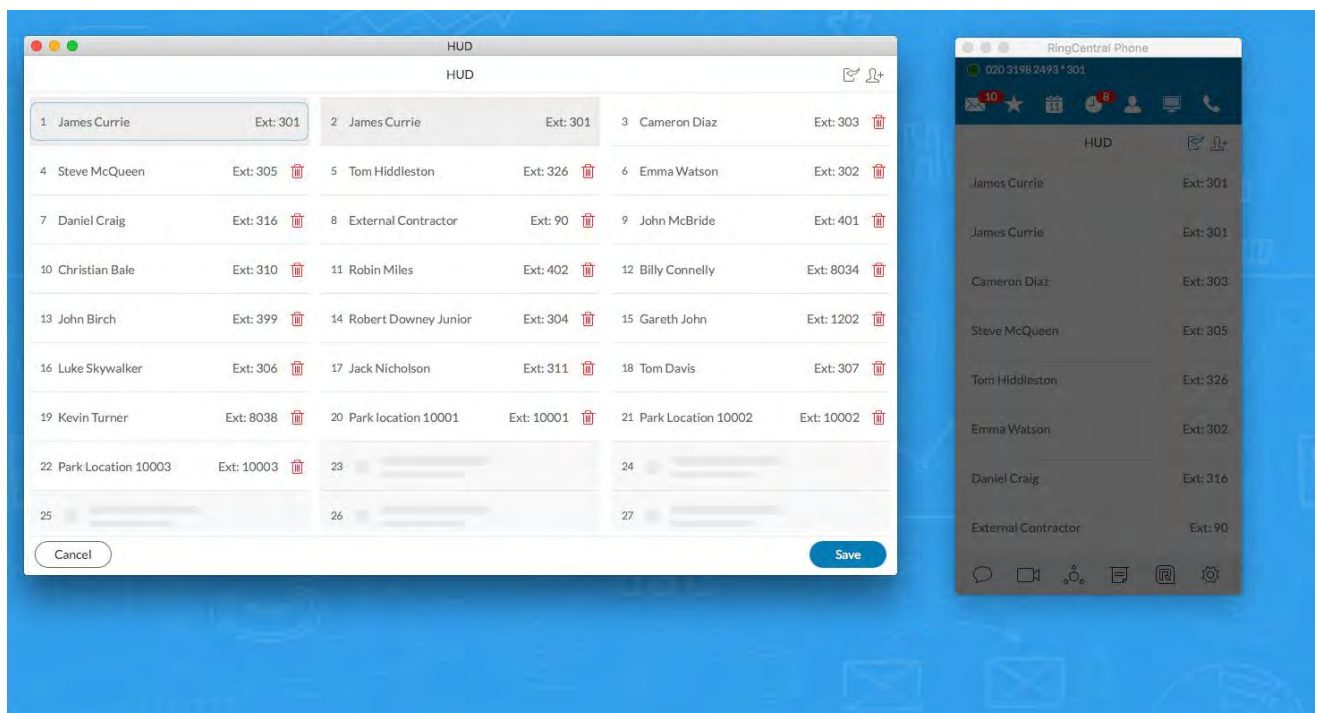 HUD
HUD
1 James Currie Ext: 301 2 James Currie Ext: 301 3 Cameron Diaz Ext: 303
4 Steve McQueen Ext: 305 5 Tom Hiddleston Ext: 326 6 Emma Watson Ext: 302
7 Daniel Craig Ext: 316 8 External Contractor Ext: 90 9 John McBride Ext: 401
10 Christian Bale Ext: 310 11 Robin Miles Ext: 402 12 Billy Connelly Ext: 8034
13 John Birch Ext: 399 14 Robert Downey Junior Ext: 304 15 Gareth John Ext: 1202
16 Luke Skywalker Ext: 306 17 Jack Nicholson Ext: 311 18 Tom Davis Ext: 307
19 Kevin Turner Ext: 8038 20 Park location 10001 Ext: 10001 21 Park Location 10002 Ext: 10002
22 Park Location 10003 Ext: 10003 23 24
25 26 27
Cancel Save
RingCentral Phone
020 3198 2493 * 301
10 13 8
HUD
James Currie Ext: 301
James Currie Ext: 301
Cameron Diaz Ext: 303
Steve McQueen Ext: 305
Tom Hiddleston Ext: 326
Emma Watson Ext: 302
Daniel Craig Ext: 316
External Contractor Ext: 90
R